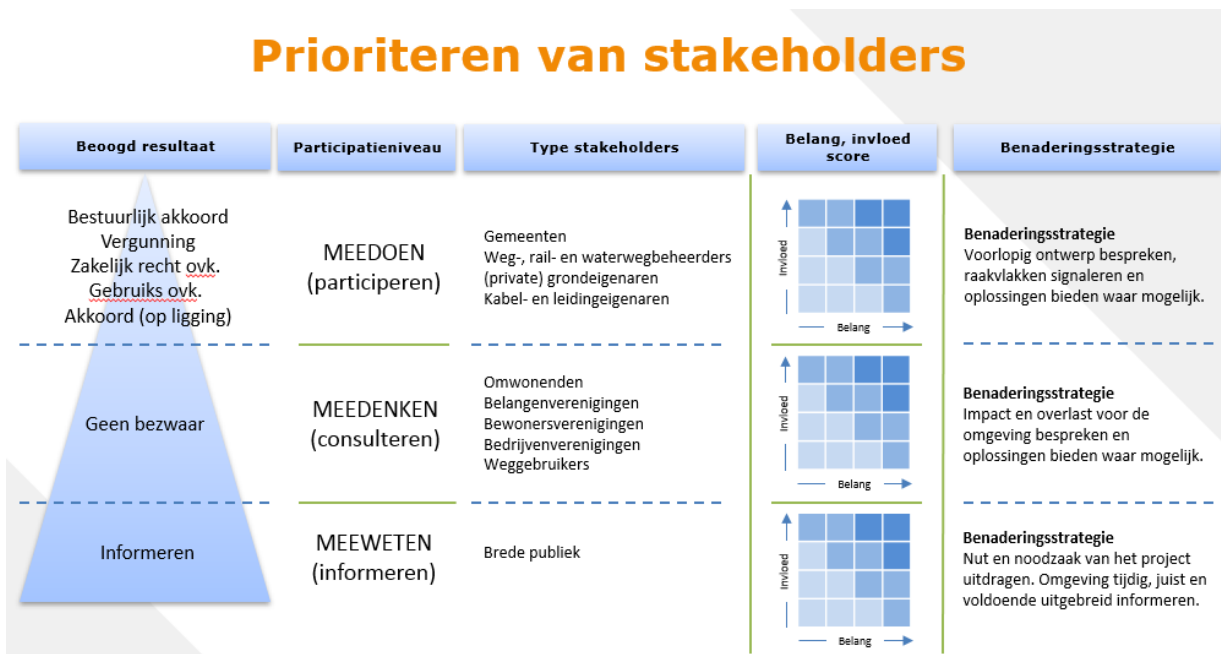 Prioriteren van stakeholders
Beoogd resultaat
Participatieniveau
Type stakeholders
Belang, invloed
score
Benaderingsstrategie
Bestuurlijk akkoord
Vergunning
Zakelijk recht ovk.
Gebruiks ovk.
Akkoord (op ligging)
MEEDOEN
(participeren)
Gemeenten
Weg-, rail- en waterwegbeheerders
(private) grondeigenaren
Kabel- en leidingeigenaren
Invloed
Belang
Benaderingsstrategie
Voorlopig ontwerp bespreken,
raakvlakken signaleren en
oplossingen bieden waar mogelijk.
Geen bezwaar
MEEDENKEN
(consulteren)
Omwonenden
Belangenverenigingen
Bewonersverenigingen
Bedrijvenverenigingen
Weggebruikers
Invloed
Belang
Benaderingsstrategie
Impact en overlast voor de
omgeving bespreken en
oplossingen bieden waar mogelijk.
Informeren
MEEWETEN
(informeren)
Brede publiek
Invloed
Belang
Benaderingsstrategie
Nut en noodzaak van het project
uitdragen. Omgeving tijdig, juist en
voldoende uitgebreid informeren.